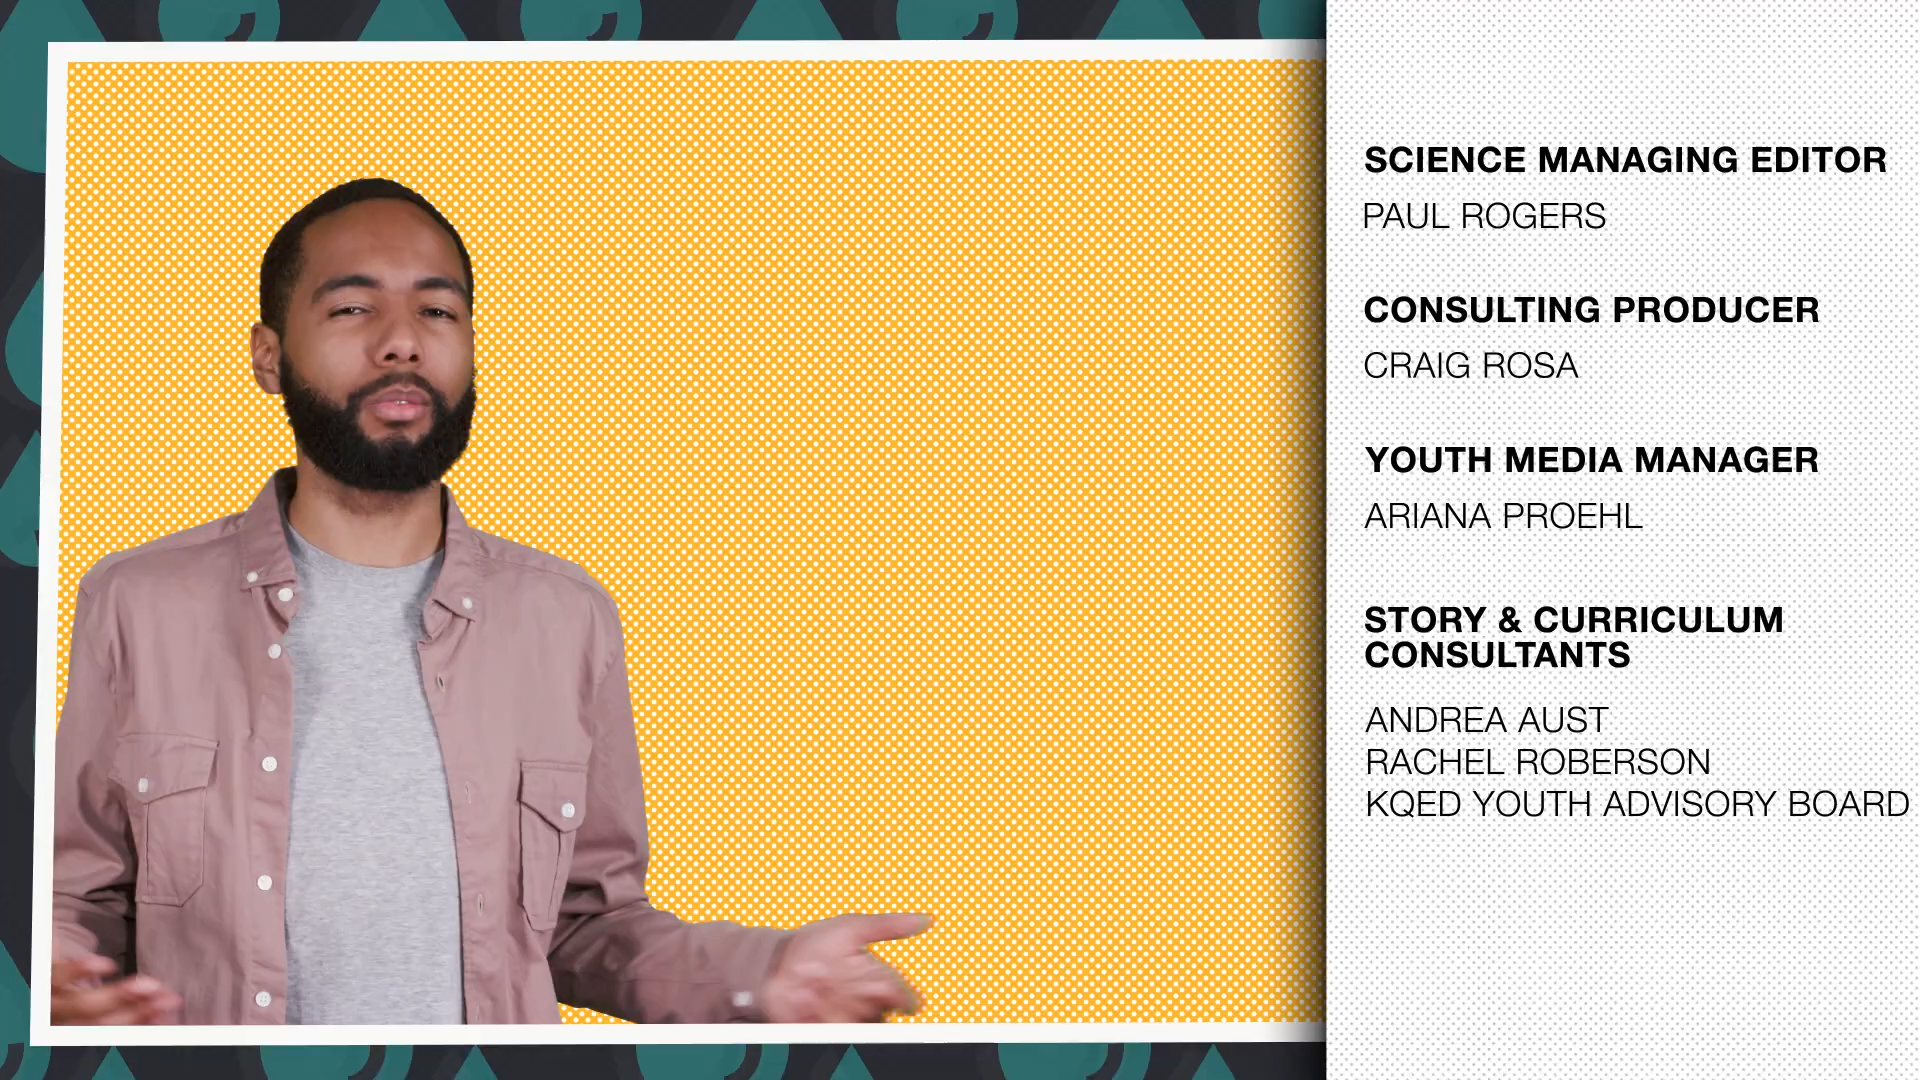 SCIENCE MANAGING EDITOR
PAUL ROGERS
CONSULTING PRODUCER
CRAIG ROSA
YOUTH MEDIA MANAGER
ARIANA PROEHL
STORY & CURRICULUM
CONSULTANTS
ANDREA AUST
RACHEL ROBERSON
KQED YOUTH ADVISORY BOARD